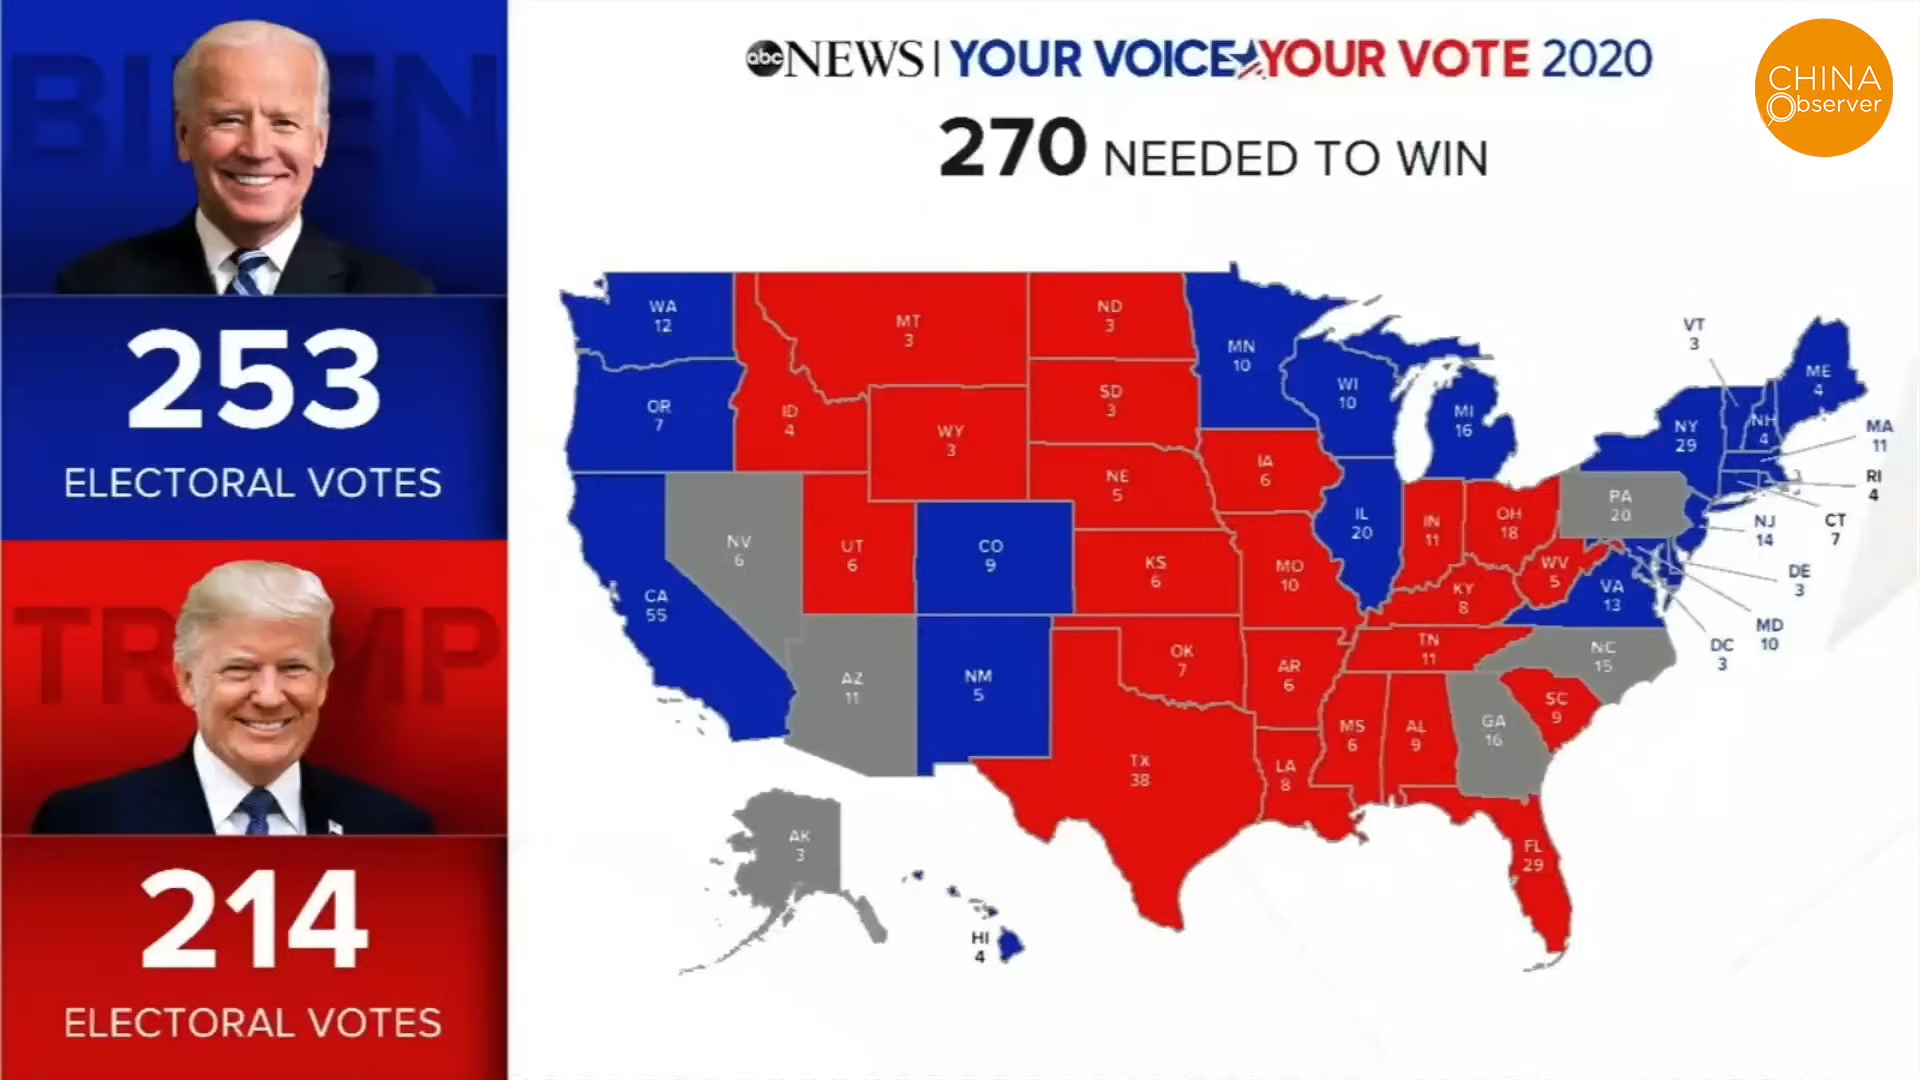 BIDEN
253
ELECTORAL VOTES
TRUMP
214
ELECTORAL VOTES
abc NEWS | YOUR VOICE YOUR VOTE 2020
270 NEEDED TO WIN
CHINA
Observer
WA
12
OR
7
CA
55
NV
6
ID
4
MT
3
WY
3
UT
6
CO
9
AZ
11
NM
5
ND
3
SD
3
NE
5
KS
6
OK
7
TX
38
MN
10
IA
6
MO
10
AR
6
LA
8
WI
10
IL
20
MI
16
IN
11
OH
18
KY
8
TN
11
MS
6
AL
9
GA
16
FL
29
SC
9
NC
15
VA
13
WV
5
PA
20
NY
29
VT
3
NH
4
ME
4
MA
11
RI
4
CT
7
NJ
14
DE
3
MD
10
DC
3
AK
3
HI
4